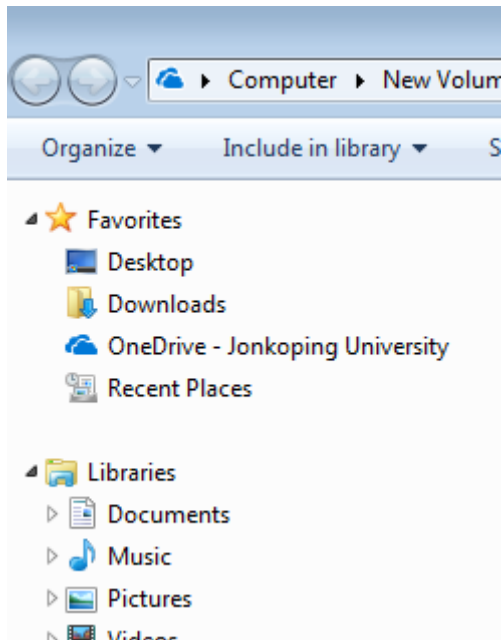 Computer New Volum
Organize Include in library S
Favorites
Desktop
Downloads
OneDrive - Jonkoping University
Recent Places
Libraries
Documents
Music
Pictures
Videos